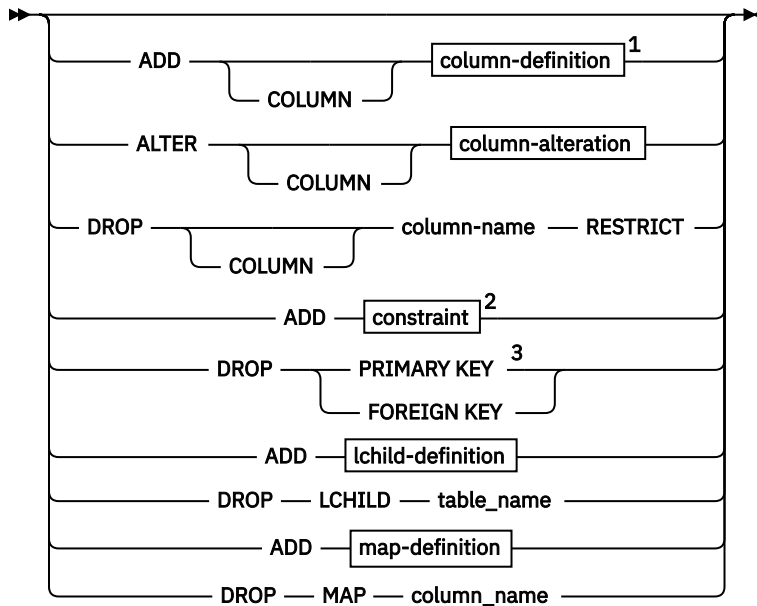 ADD column-definition 1
COLUMN
ALTER column-alteration
COLUMN
DROP column-name RESTRICT
COLUMN
ADD constraint 2
DROP PRIMARY KEY 3
FOREIGN KEY
ADD lchild-definition
DROP LCHILD table_name
ADD map-definition
DROP MAP column_name